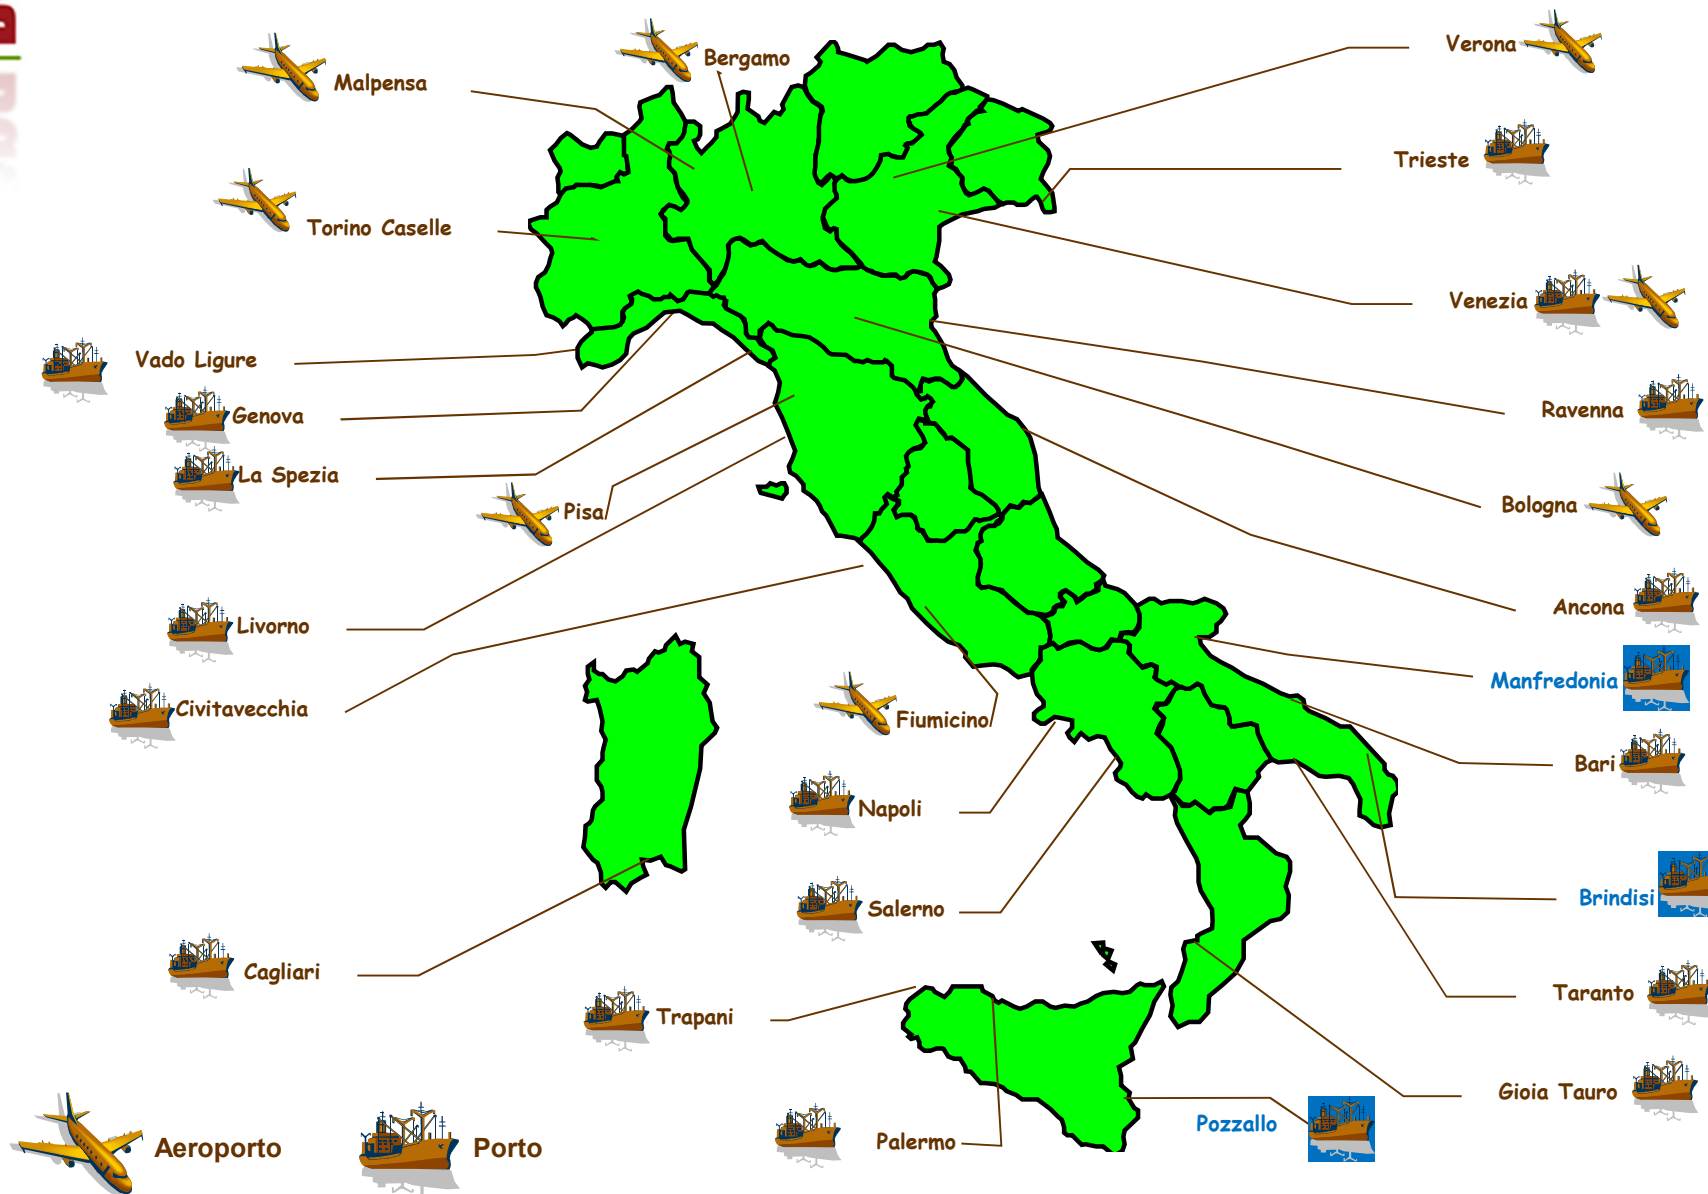 Malpensa
Bergamo
Verona
Trieste
Torino Caselle
Venezia
Vado Ligure
Genova
Ravenna
La Spezia
Pisa
Bologna
Livorno
Ancona
Manfredonia
Civitavecchia
Fiumicino
Bari
Napoli
Salerno
Brindisi
Cagliari
Taranto
Trapani
Gioia Tauro
Pozzallo
Palermo
Aeroporto
Porto